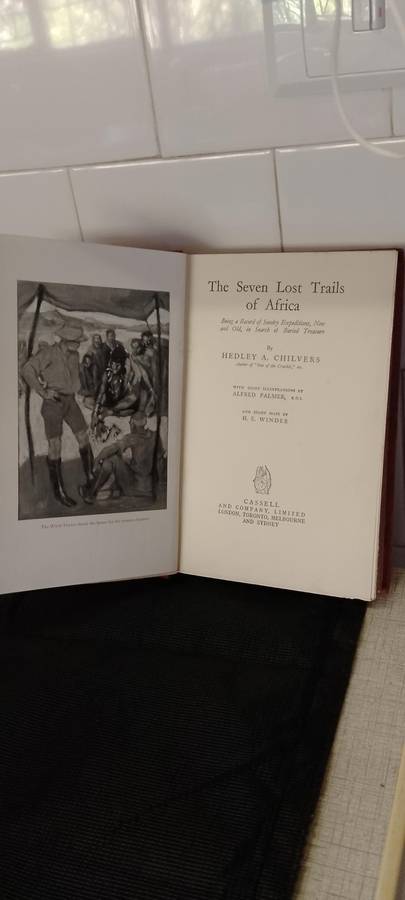 The Seven Lost Trails
of Africa
Being a Record of Sundry Expeditions, New
and Old, in Search of Buried Treasure
By
HEDLEY A. CHILVERS
Author of "Out of the Crucible," etc.
WITH EIGHT ILLUSTRATIONS BY
ALFRED PALMER, R.O.I.
AND EIGHT MAPS BY
H. E. WINDER
CASSELL
AND COMPANY, LIMITED
LONDON, TORONTO, MELBOURNE
AND SYDNEY